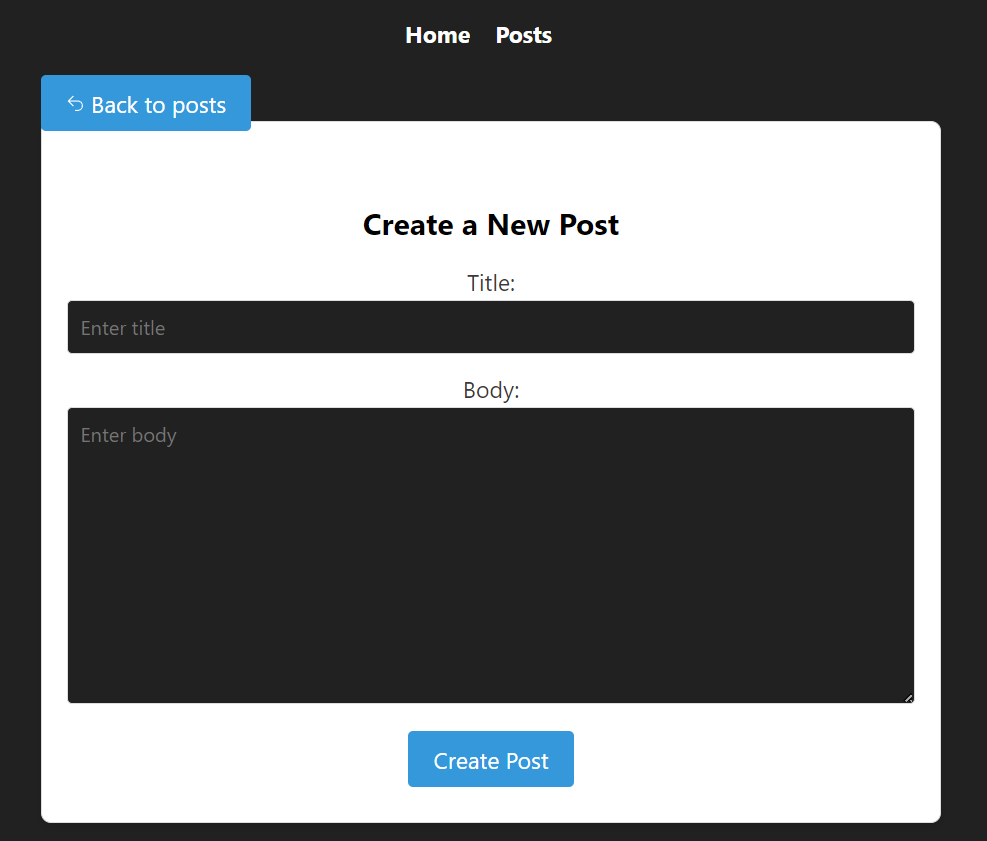 Home Posts
Back to posts
Create a New Post
Title:
Enter title
Body:
Enter body
Create Post